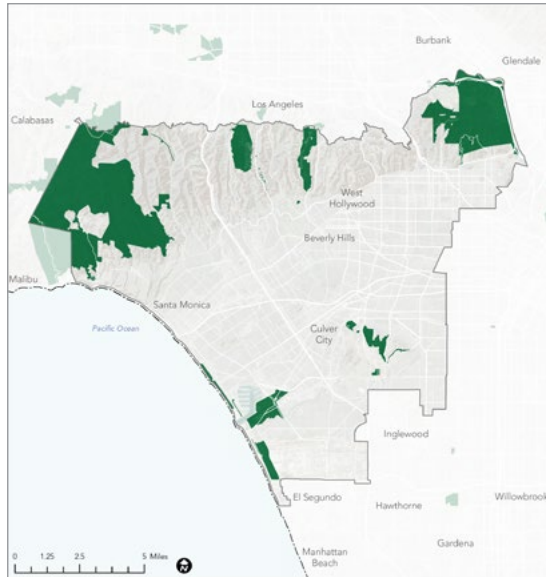 Burbank
Glendale
Los Angeles
Calabasas
West
Hollywood
Beverly Hills
Malibu
Santa Monica
Pacific Ocean
Culver
City
Inglewood
El Segundo
Hawthorne
Willowbrook
Gardena
Manhattan
Beach
0 1.25 2.5 5 Miles
N